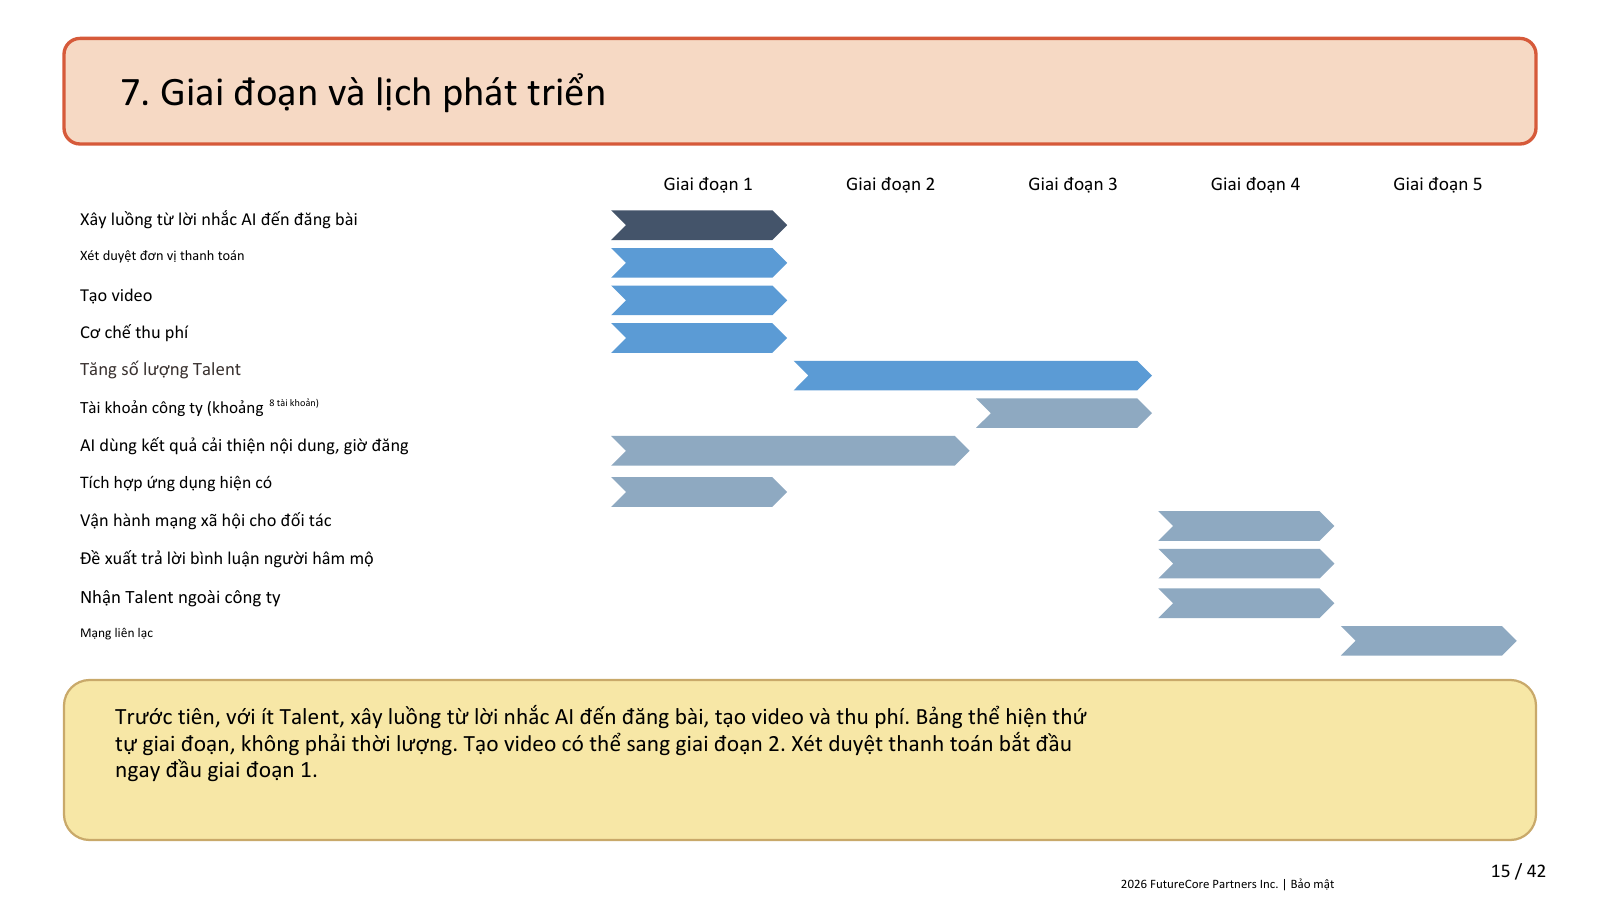 7. Giai đoạn và lịch phát triển
Giai đoạn 1 Giai đoạn 2 Giai đoạn 3 Giai đoạn 4 Giai đoạn 5
Xây luồng từ lời nhắc AI đến đăng bài
Xét duyệt đơn vị thanh toán
Tạo video
Cơ chế thu phí
Tăng số lượng Talent
Tài khoản công ty (khoảng 8 tài khoản)
AI dùng kết quả cải thiện nội dung, giờ đăng
Tích hợp ứng dụng hiện có
Vận hành mạng xã hội cho đối tác
Đề xuất trả lời bình luận người hâm mộ
Nhận Talent ngoài công ty
Mạng liên lạc
Trước tiên, với ít Talent, xây luồng từ lời nhắc AI đến đăng bài, tạo video và thu phí. Bảng thể hiện thứ
tự giai đoạn, không phải thời lượng. Tạo video có thể sang giai đoạn 2. Xét duyệt thanh toán bắt đầu
ngay đầu giai đoạn 1.
15 / 42
2026 FutureCore Partners Inc. | Bảo mật